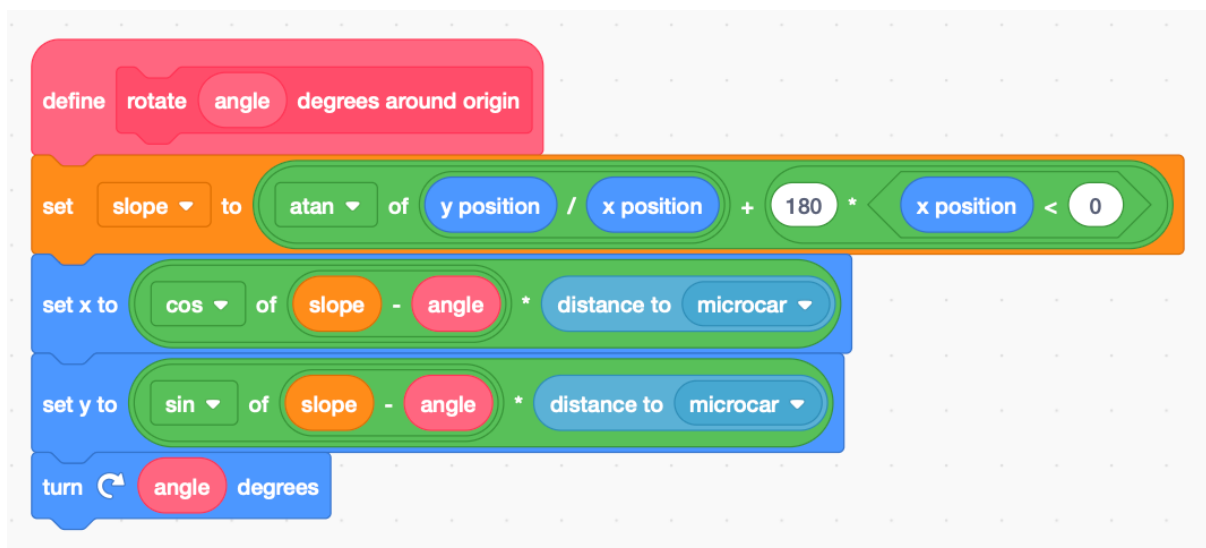 define rotate angle degrees around origin
set slope to atan of y position / x position + 180 * x position < 0
set x to cos of slope - angle * distance to microcar
set y to sin of slope - angle * distance to microcar
turn angle degrees